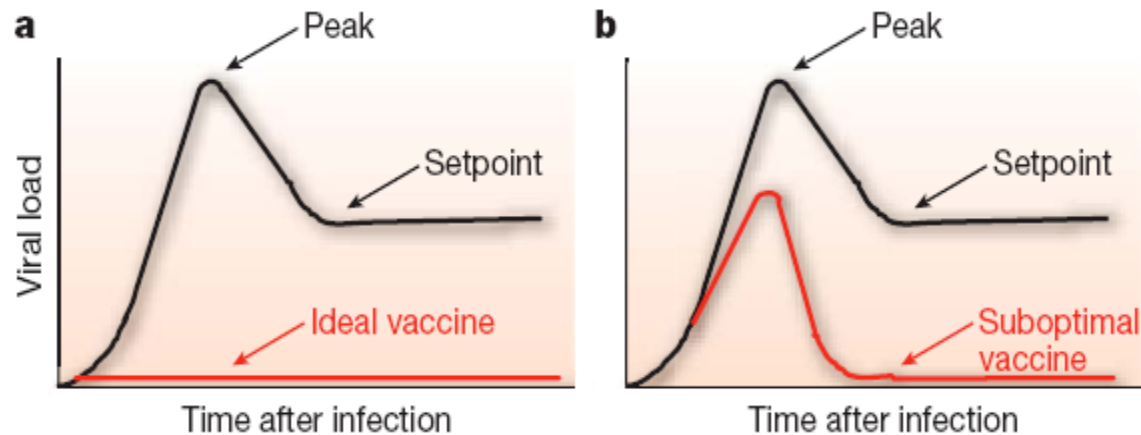 a
Peak
Setpoint
Viral load
Ideal vaccine
Time after infection
b
Peak
Setpoint
Suboptimal
vaccine
Time after infection